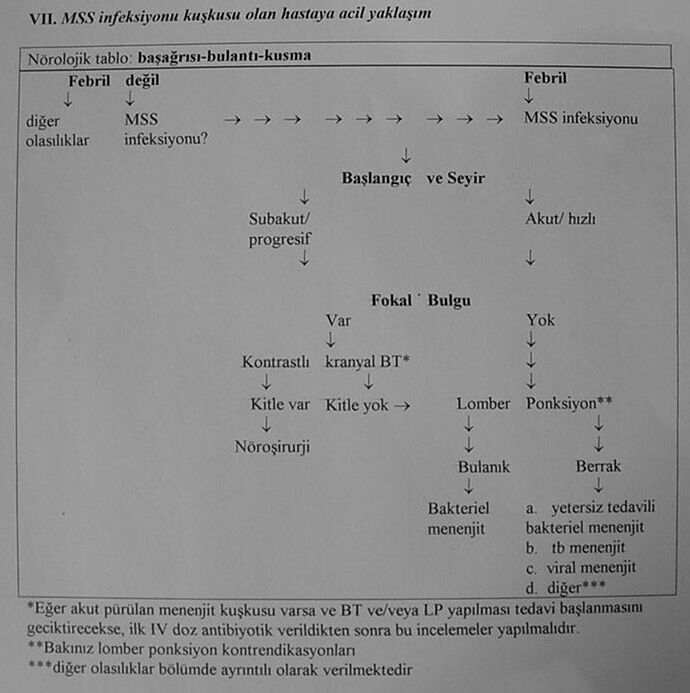 VII. MSS infeksiyonu kuşkusu olan hastaya acil yaklaşım
Nörolojik tablo: başağrısı-bulantı-kusma
Febril değil Febril
↓ ↓ ↓
diğer MSS → → → → → → → → → MSS infeksiyonu
olasılıklar infeksiyonu?
↓
Başlangıç ve Seyir
↓ ↓
Subakut/ Akut/ hızlı
progresif
↓ ↓
Fokal Bulgu
Var Yok
↓ ↓
Kontrastlı kranyal BT* ↓
↓ ↓ ↓
Kitle var Kitle yok → Lomber Ponksiyon**
↓ ↓ ↓
Nöroşirurji ↓ ↓
Bulanık Berrak
↓ ↓
Bakteriel a. yetersiz tedavili
menenjit bakteriel menenjit
b. tb menenjit
c. viral menenjit
d. diğer***
*Eğer akut pürülan menenjit kuşkusu varsa ve BT ve/veya LP yapılması tedavi başlanmasını
geciktirecekse, ilk IV doz antibiyotik verildikten sonra bu incelemeler yapılmalıdır.
**Bakınız lomber ponksiyon kontrendikasyonları
***diğer olasılıklar bölümde ayrıntılı olarak verilmektedir